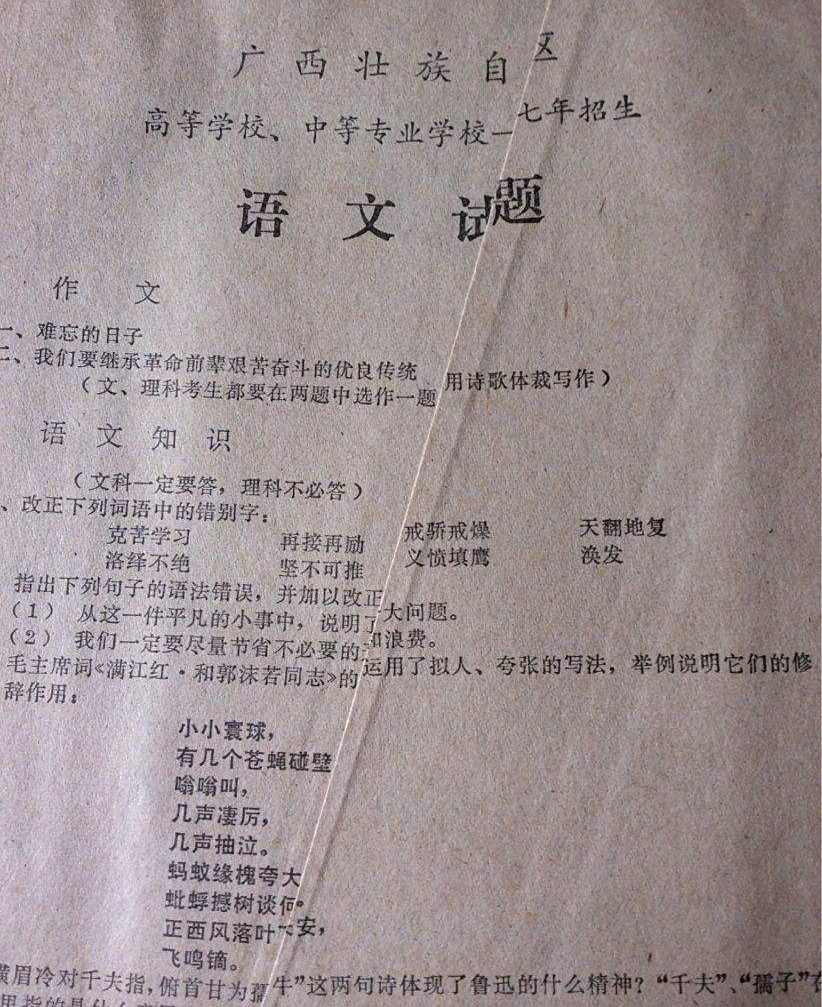 广西壮族自区
高等学校、中等专业学校一七年招生
语文试题
作文
一、难忘的日子
二、我们要继承革命前辈艰苦奋斗的优良传统
（文、理科考生都要在两题中选作一题 用诗歌体裁写作）
语文知识
（文科一定要答，理科不必答）
、改正下列词语中的错别字：
克苦学习 再接再励 戒骄戒燥 天翻地复
洛绎不绝 坚不可推 义愤填鹰 涣发
指出下列句子的语法错误，并加以改正
（1） 从这一件平凡的小事中，说明了大问题。
（2） 我们一定要尽量节省不必要的和浪费。
毛主席词《满江红·和郭沫若同志》的运用了拟人、夸张的写法，举例说明它们的修
辞作用：
小小寰球，
有几个苍蝇碰壁
嗡嗡叫，
几声凄厉，
几声抽泣。
蚂蚁缘槐夸大
蚍蜉撼树谈何
正西风落叶下安，
飞鸣镝。
横眉冷对千夫指，俯首甘为孺牛”这两句诗体现了鲁迅的什么精神？“千夫”、“孺子”